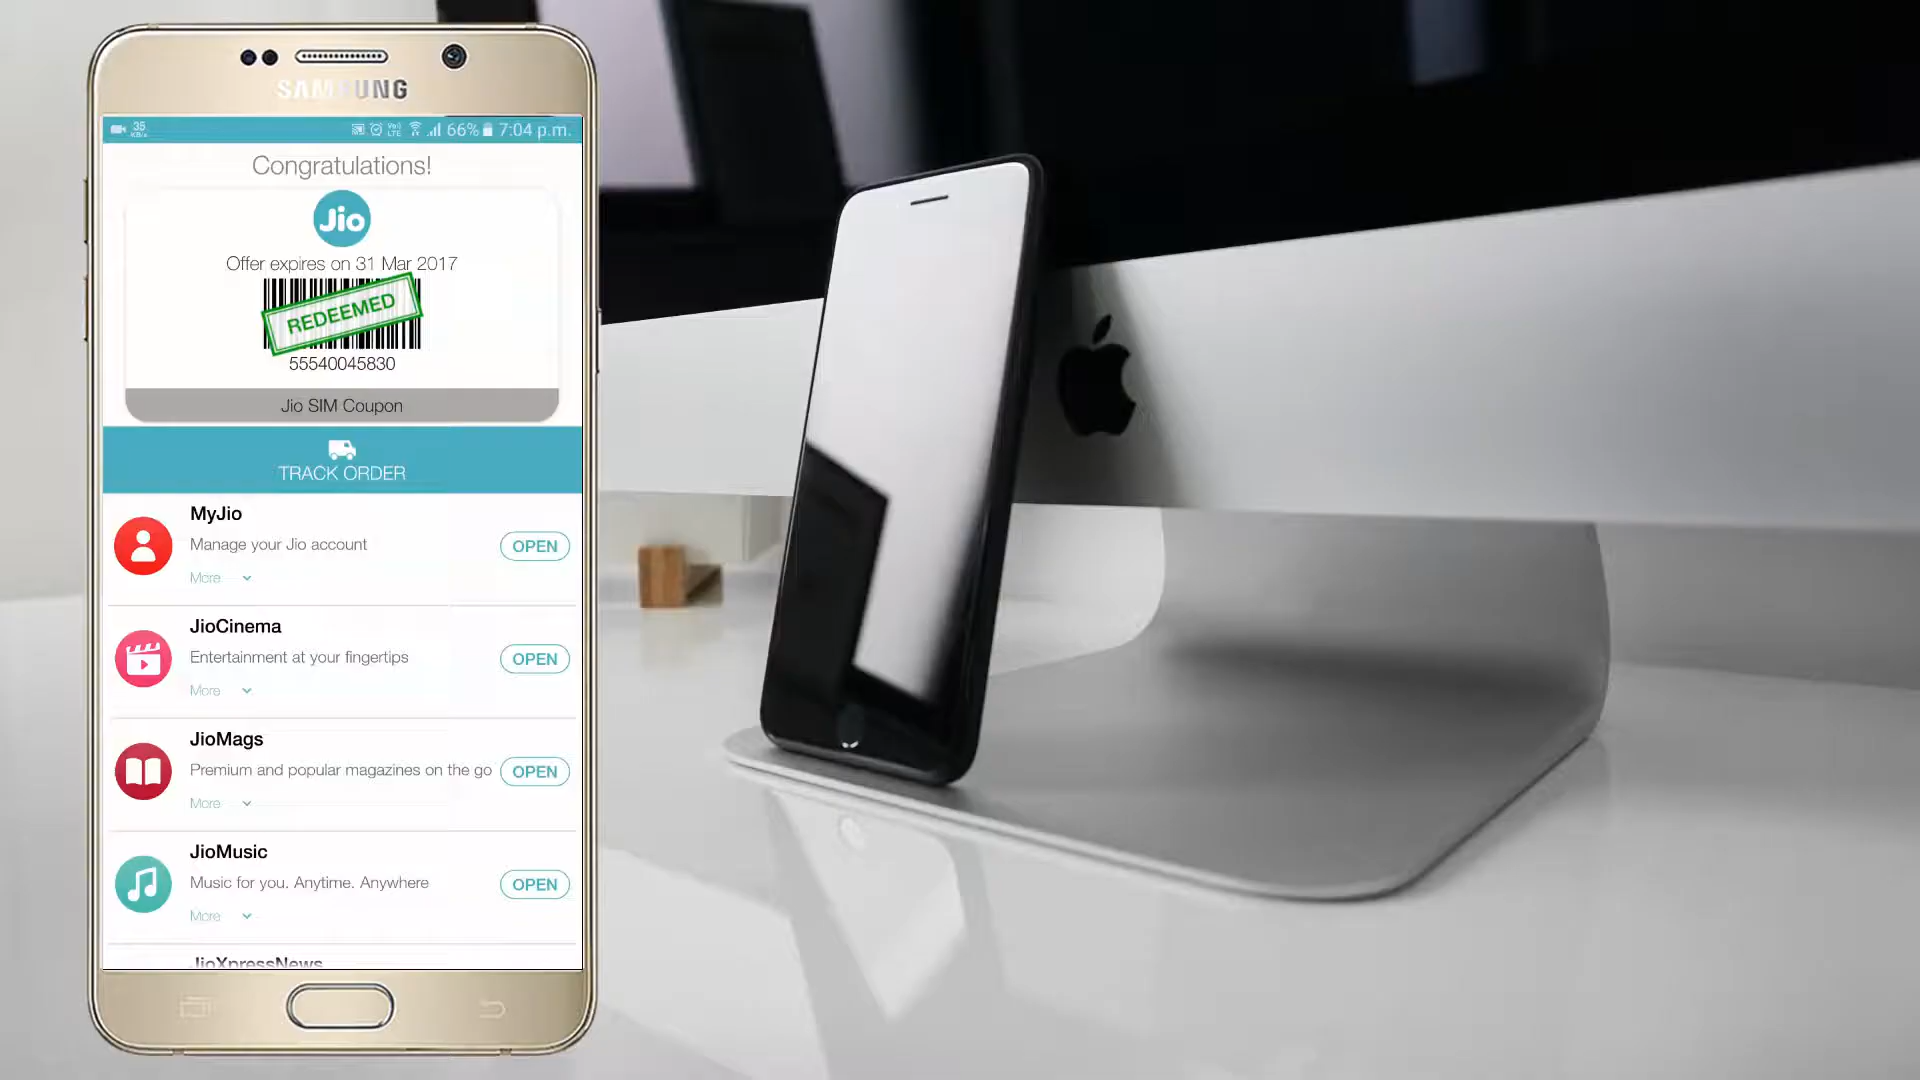 SAMSUNG
35
KB/s
66% 7:04 p.m.
Congratulations!
Jio
Offer expires on 31 Mar 2017
REDEEMED
55540045830
Jio SIM Coupon
TRACK ORDER
MyJio
Manage your Jio account
OPEN
More
JioCinema
Entertainment at your fingertips
OPEN
More
JioMags
Premium and popular magazines on the go
OPEN
More
JioMusic
Music for you. Anytime. Anywhere
OPEN
More
JioXpressNews